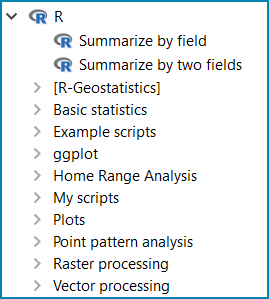 R
Summarize by field
Summarize by two fields
[R-Geostatistics]
Basic statistics
Example scripts
ggplot
Home Range Analysis
My scripts
Plots
Point pattern analysis
Raster processing
Vector processing